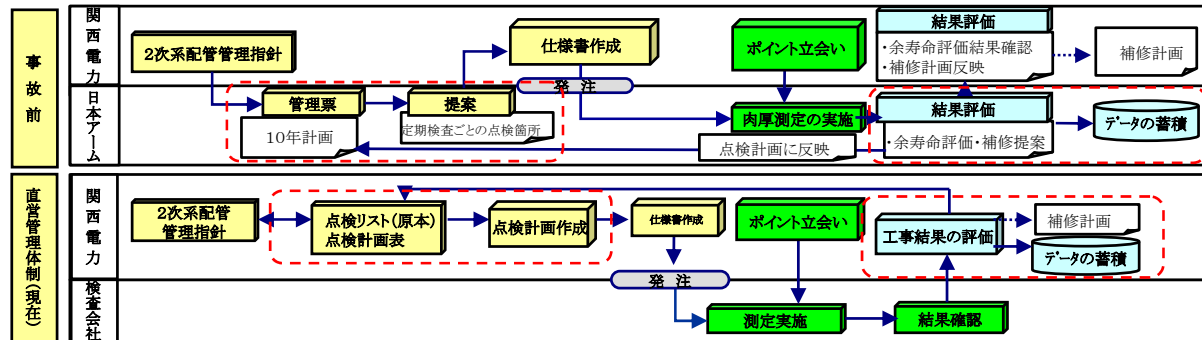 事故前
関西電力
2次系配管管理指針
仕様書作成
ポイント立会い
結果評価
・余寿命評価結果確認
・補修計画反映
補修計画
発 注
日本アーム
管理票
10年計画
提案
定期検査ごとの点検箇所
肉厚測定の実施
点検計画に反映
結果評価
・余寿命評価・補修提案
データの蓄積
直営管理体制(現在)
関西電力
2次系配管
管理指針
点検リスト(原本)
点検計画表
点検計画作成
仕様書作成
ポイント立会い
工事結果の評価
補修計画
データの蓄積
発 注
検査会社
測定実施
結果確認